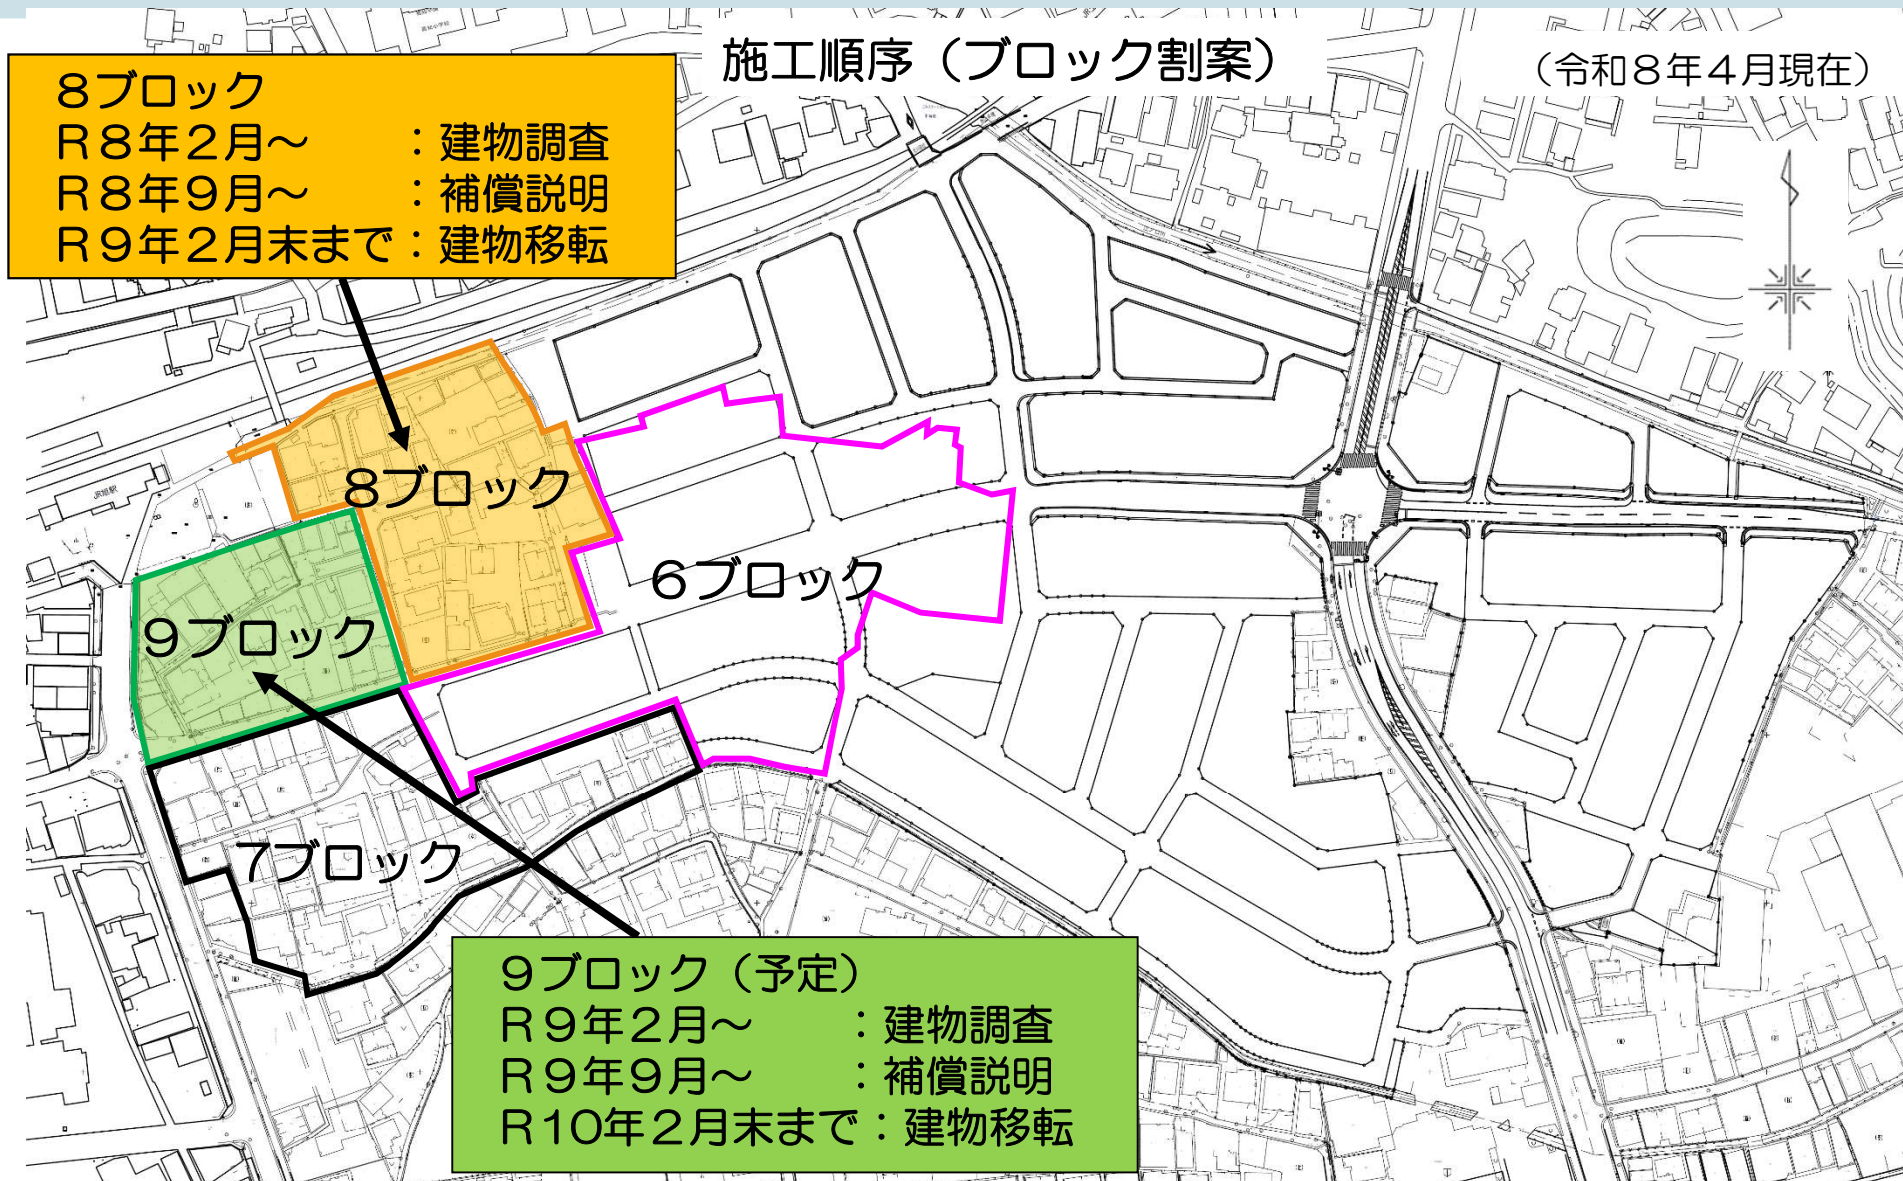 施工順序（ブロック割案）
（令和８年４月現在）
８ブロック
Ｒ８年２月～　　：建物調査
Ｒ８年９月～　　：補償説明
Ｒ９年２月末まで：建物移転
８ブロック
JR旭駅
６ブロック
９ブロック
７ブロック
９ブロック（予定）
Ｒ９年２月～　　：建物調査
Ｒ９年９月～　　：補償説明
Ｒ10年２月末まで：建物移転